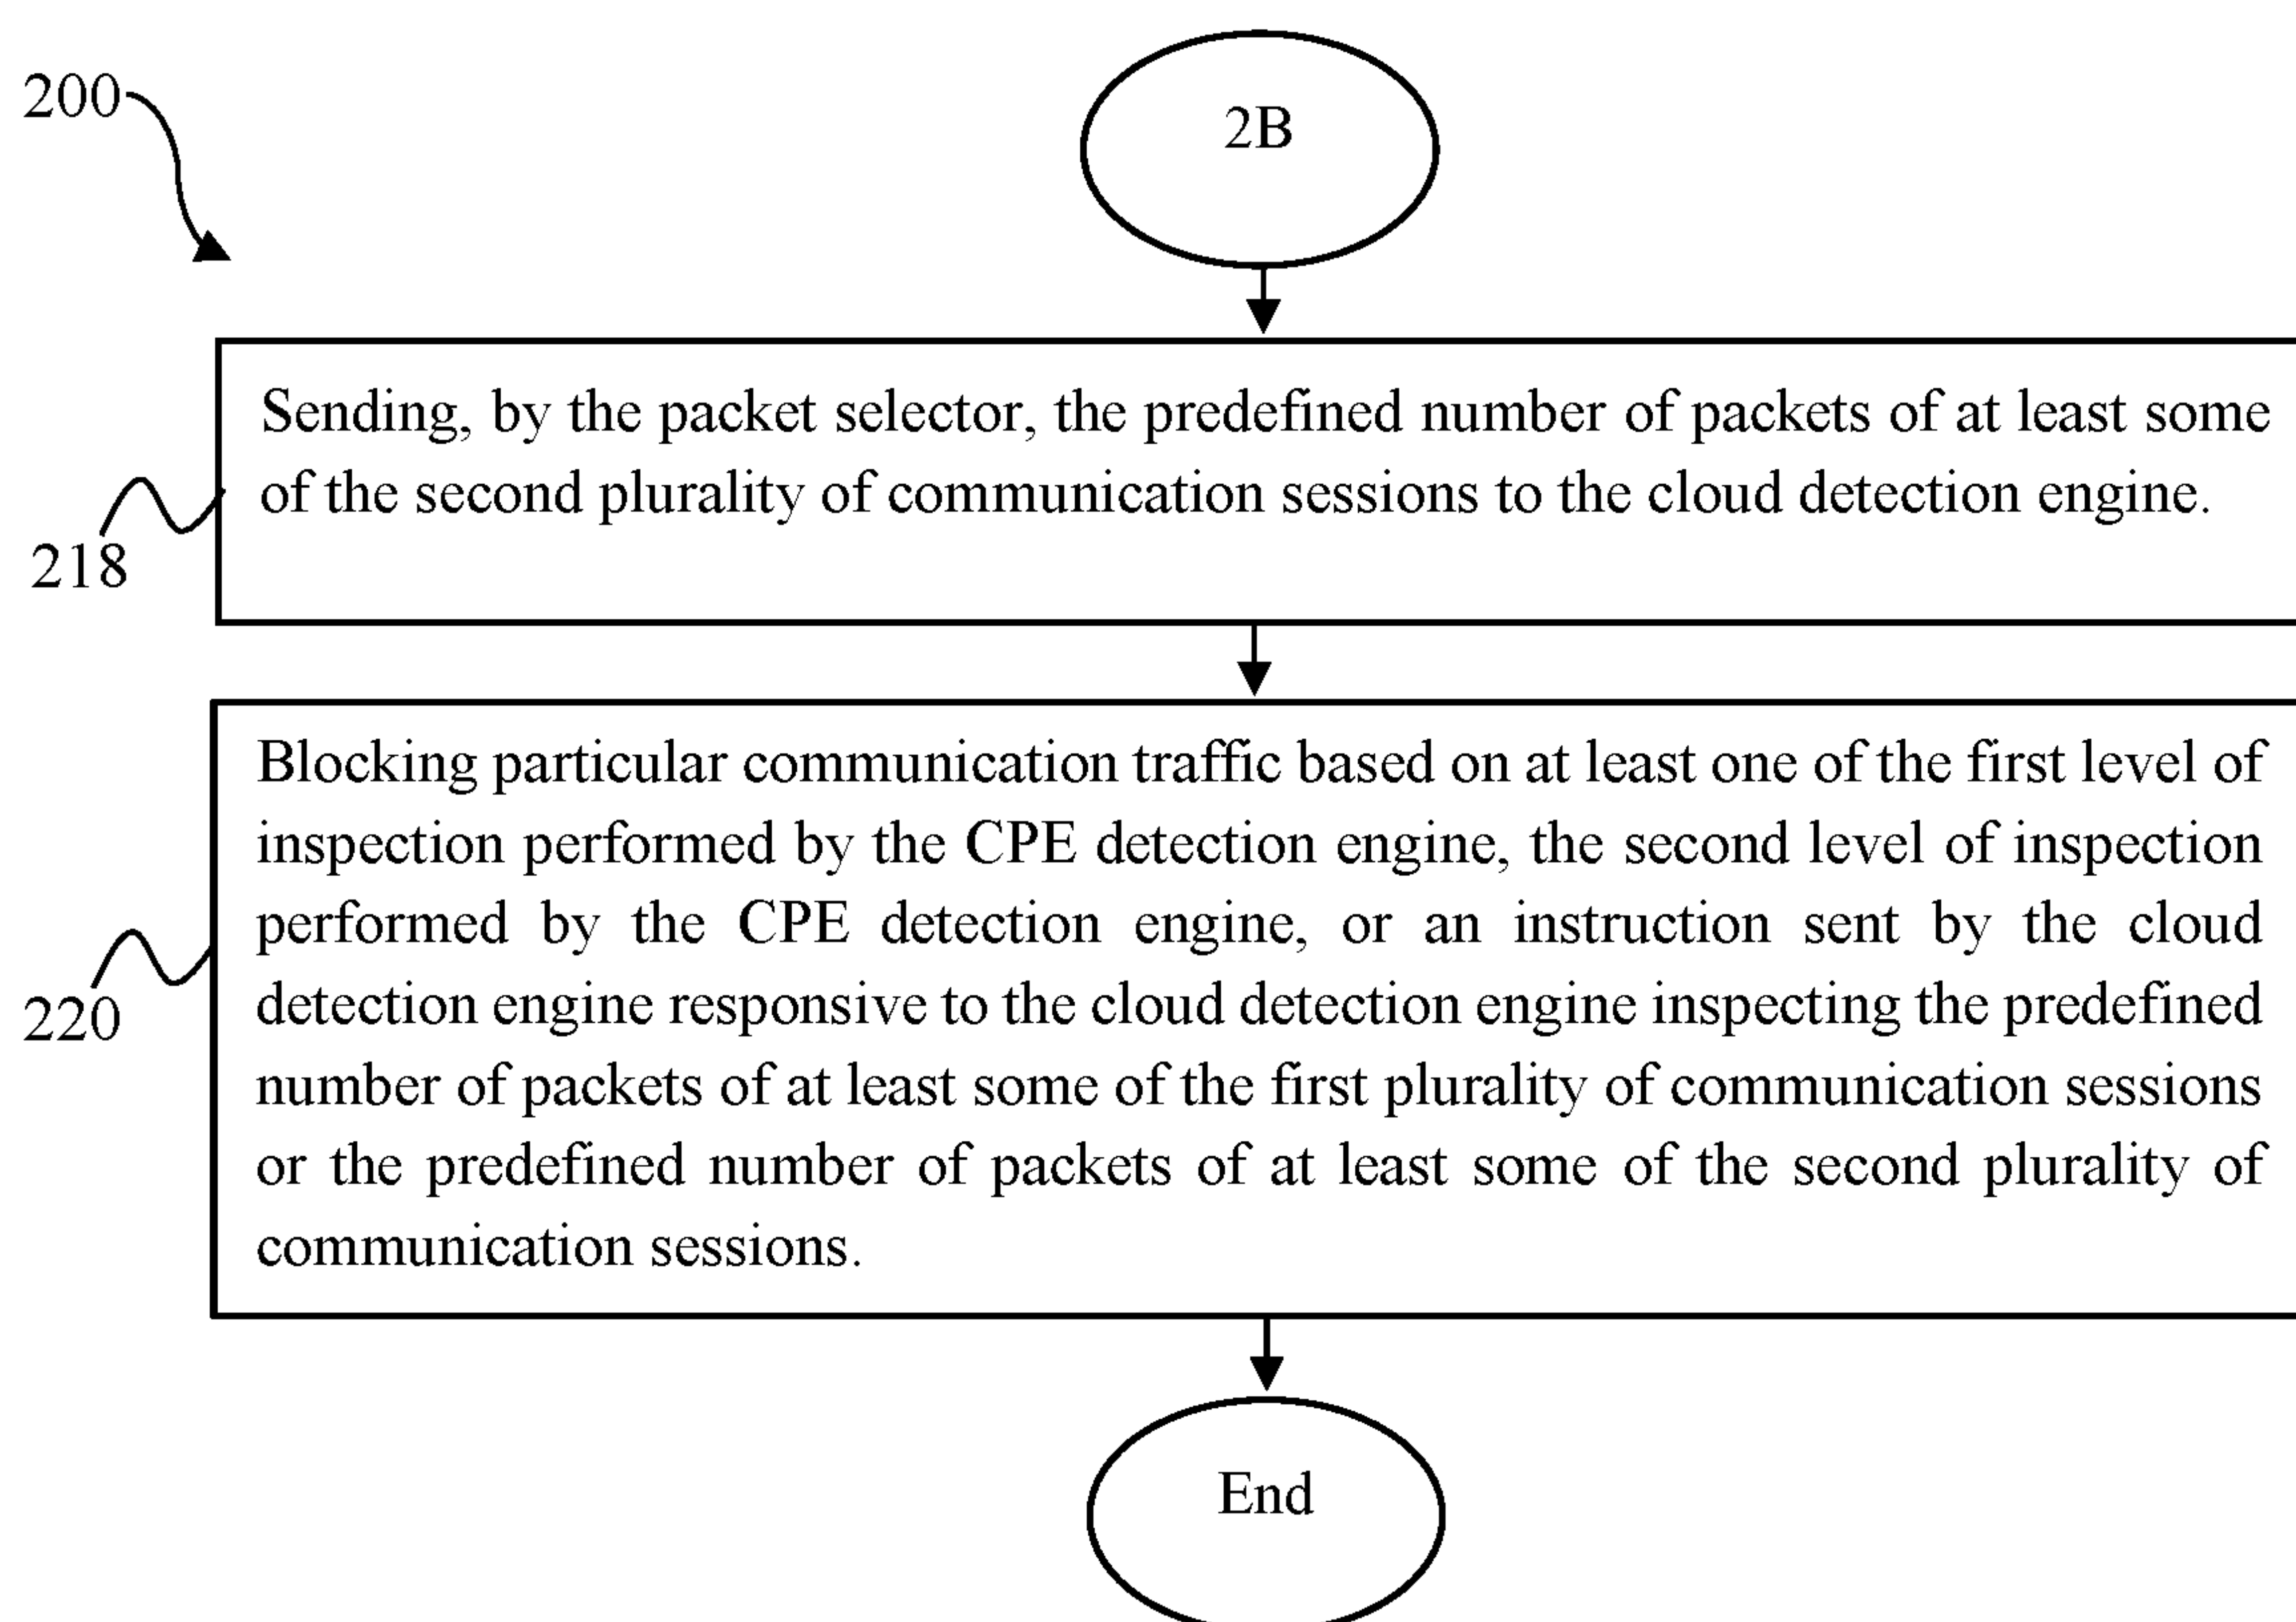 200
2B
Sending, by the packet selector, the predefined number of packets of at least some
of the second plurality of communication sessions to the cloud detection engine.
218
Blocking particular communication traffic based on at least one of the first level of
inspection performed by the CPE detection engine, the second level of inspection
performed by the CPE detection engine, or an instruction sent by the cloud
detection engine responsive to the cloud detection engine inspecting the predefined
number of packets of at least some of the first plurality of communication sessions
or the predefined number of packets of at least some of the second plurality of
communication sessions.
220
End